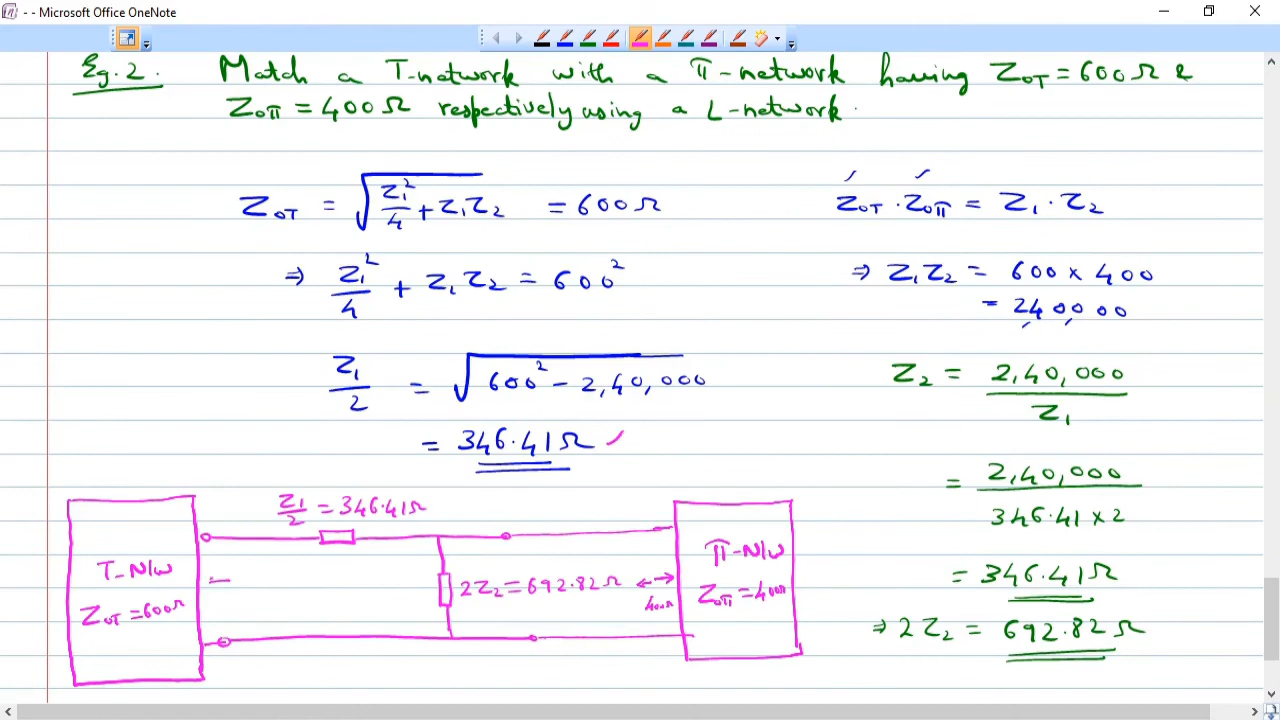 - - Microsoft Office OneNote
Eg. 2. Match a T-network with a π-network having Z₀T = 600Ω &
Z₀π = 400Ω respectively using a L-network.
Z₀T = √(Z₁²/4 + Z₁Z₂) = 600Ω
⇒ Z₁²/4 + Z₁Z₂ = 600²
Z₁/2 = √(600² − 2,40,000)
= 346.41Ω
Z₀T · Z₀π = Z₁ · Z₂
⇒ Z₁Z₂ = 600 × 400
= 2,400,00
Z₂ = 2,40,000/Z₁
= 2,40,000/(346.41 × 2)
= 346.41Ω
⇒ 2Z₂ = 692.82Ω
T-N/W
Z₀T = 600Ω
Z₁/2 = 346.41Ω
2Z₂ = 692.82Ω
400Ω
π-N/W
Z₀π = 400Ω